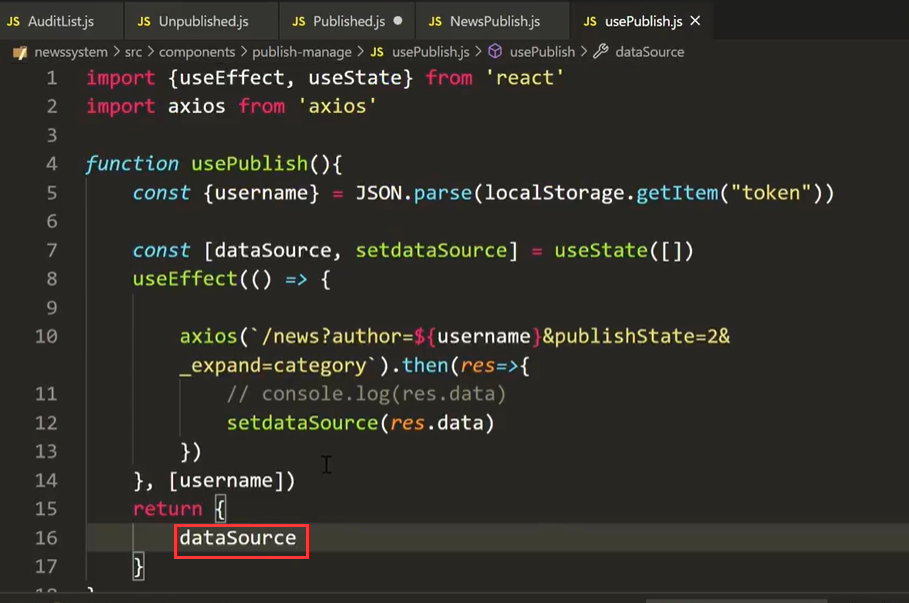 JS AuditList.js JS Unpublished.js JS Published.js ● JS NewsPublish.js JS usePublish.js ×
newssystem > src > components > publish-manage > JS usePublish.js > usePublish > dataSource
1 import {useEffect, useState} from 'react'
2 import axios from 'axios'
3
4 function usePublish(){
5 const {username} = JSON.parse(localStorage.getItem("token"))
6
7 const [dataSource, setdataSource] = useState([])
8 useEffect(() => {
9
10 axios(`/news?author=${username}&publishState=2&
_expand=category`).then(res=>{
11 // console.log(res.data)
12 setdataSource(res.data)
13 })
14 }, [username])
15 return {
16 dataSource
17 }
18 }